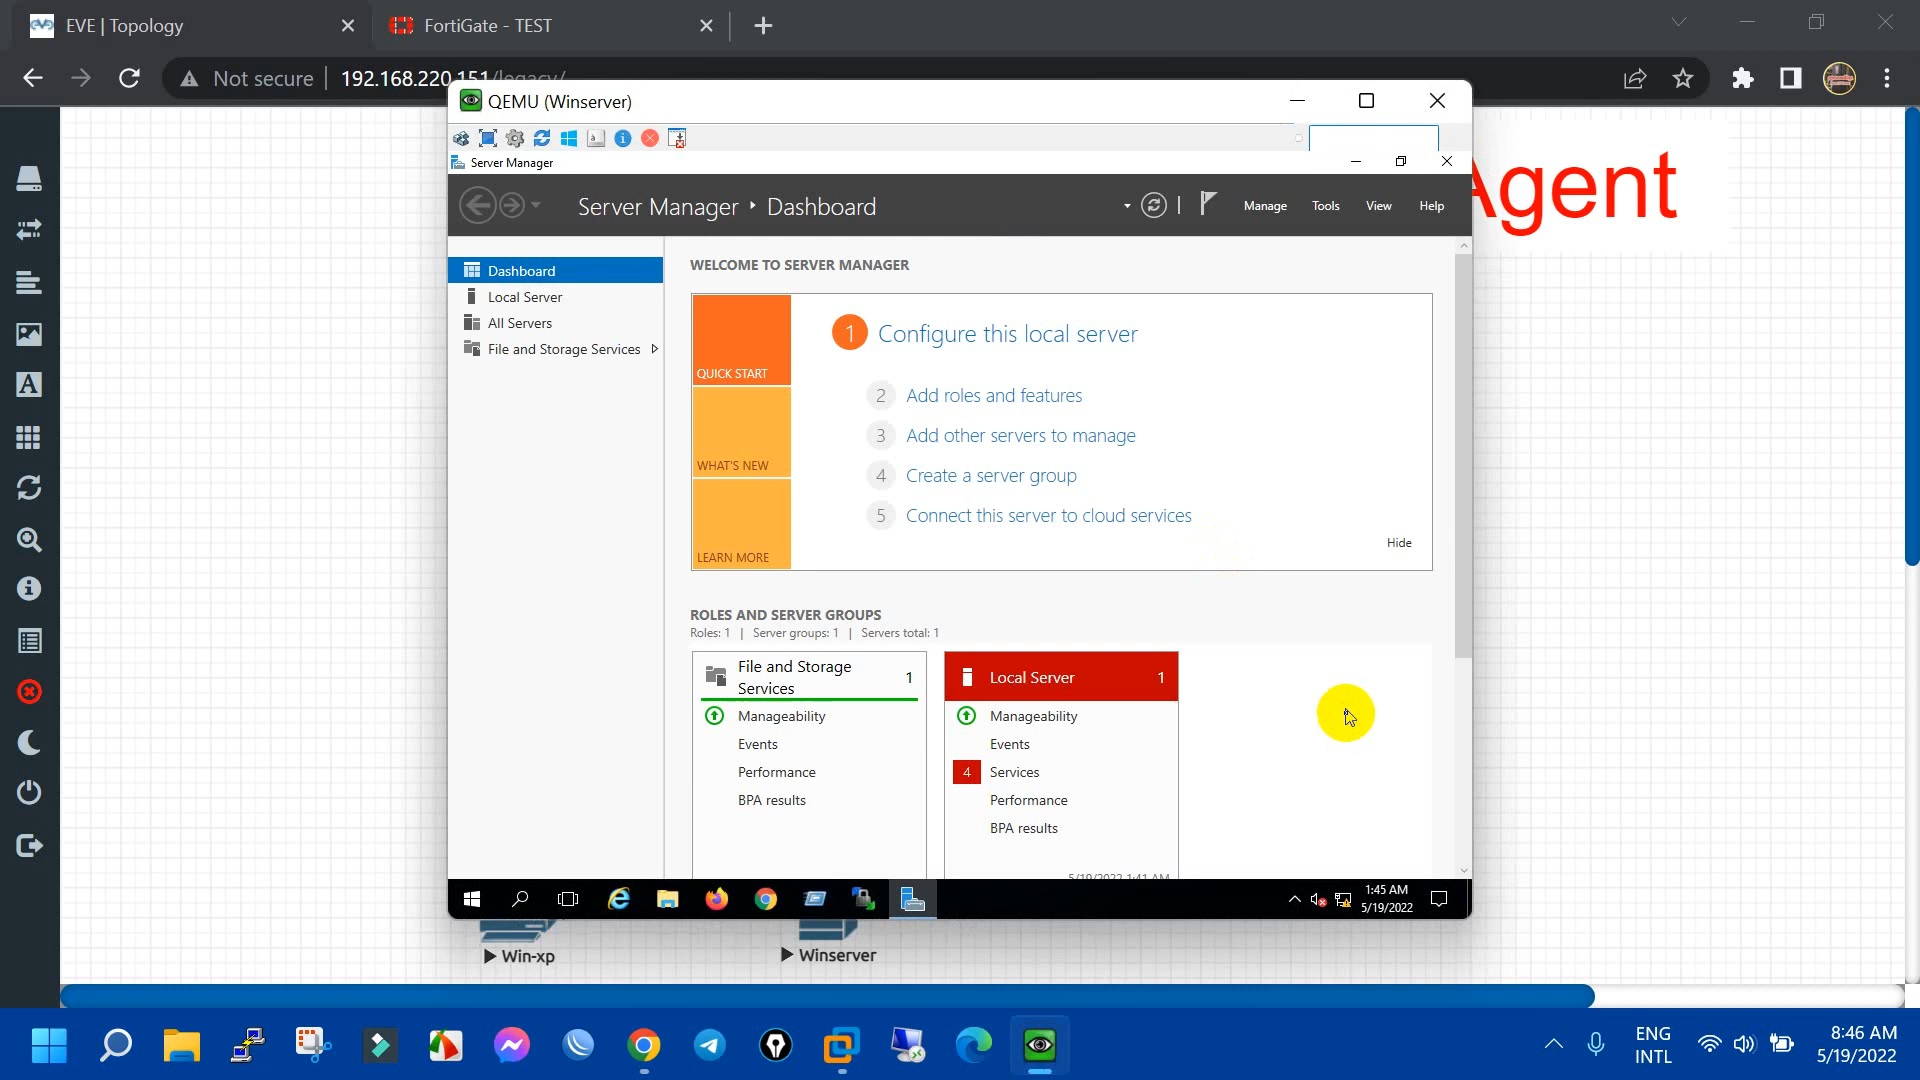 EVE | Topology
FortiGate - TEST
Not secure
192.168.220.151/legacy/
QEMU (Winserver)
Server Manager
Server Manager
Dashboard
Manage
Tools
View
Help
Agent
Dashboard
Local Server
All Servers
File and Storage Services
WELCOME TO SERVER MANAGER
QUICK START
WHAT'S NEW
LEARN MORE
1 Configure this local server
2 Add roles and features
3 Add other servers to manage
4 Create a server group
5 Connect this server to cloud services
Hide
ROLES AND SERVER GROUPS
Roles: 1 | Server groups: 1 | Servers total: 1
File and Storage
Services
1
Manageability
Events
Performance
BPA results
Local Server 1
Manageability
Events
4 Services
Performance
BPA results
5/19/2022 1:41 AM
1:45 AM
5/19/2022
Win-xp
Winserver
ENG
INTL
8:46 AM
5/19/2022